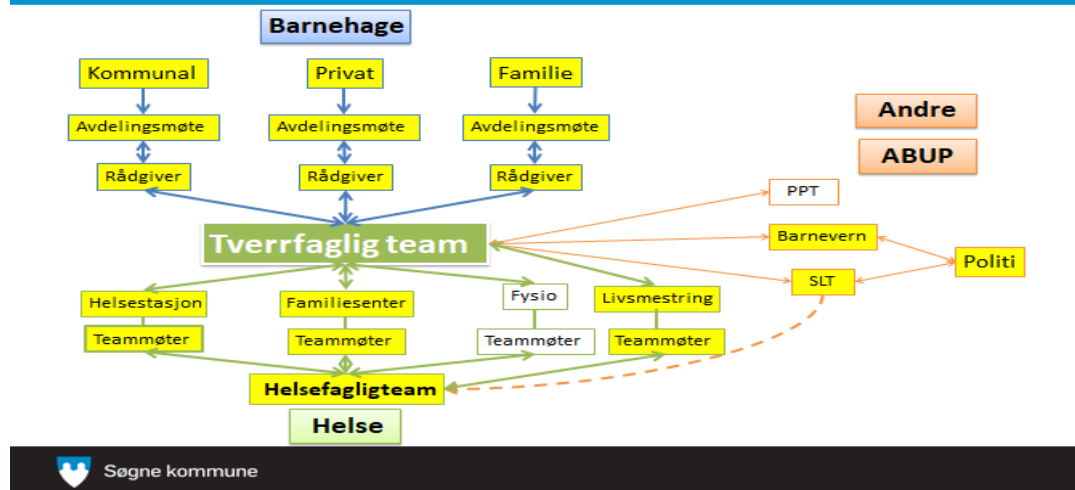 Barnehage
Kommunal Privat Familie
Avdelingsmøte Avdelingsmøte Avdelingsmøte
Rådgiver Rådgiver Rådgiver
Andre
ABUP
PPT
Tverrfaglig team
Barnevern
Politi
SLT
Helsestasjon Familiesenter Fysio Livsmestring
Teammøter Teammøter Teammøter Teammøter
Helsefagligteam
Helse
Søgne kommune